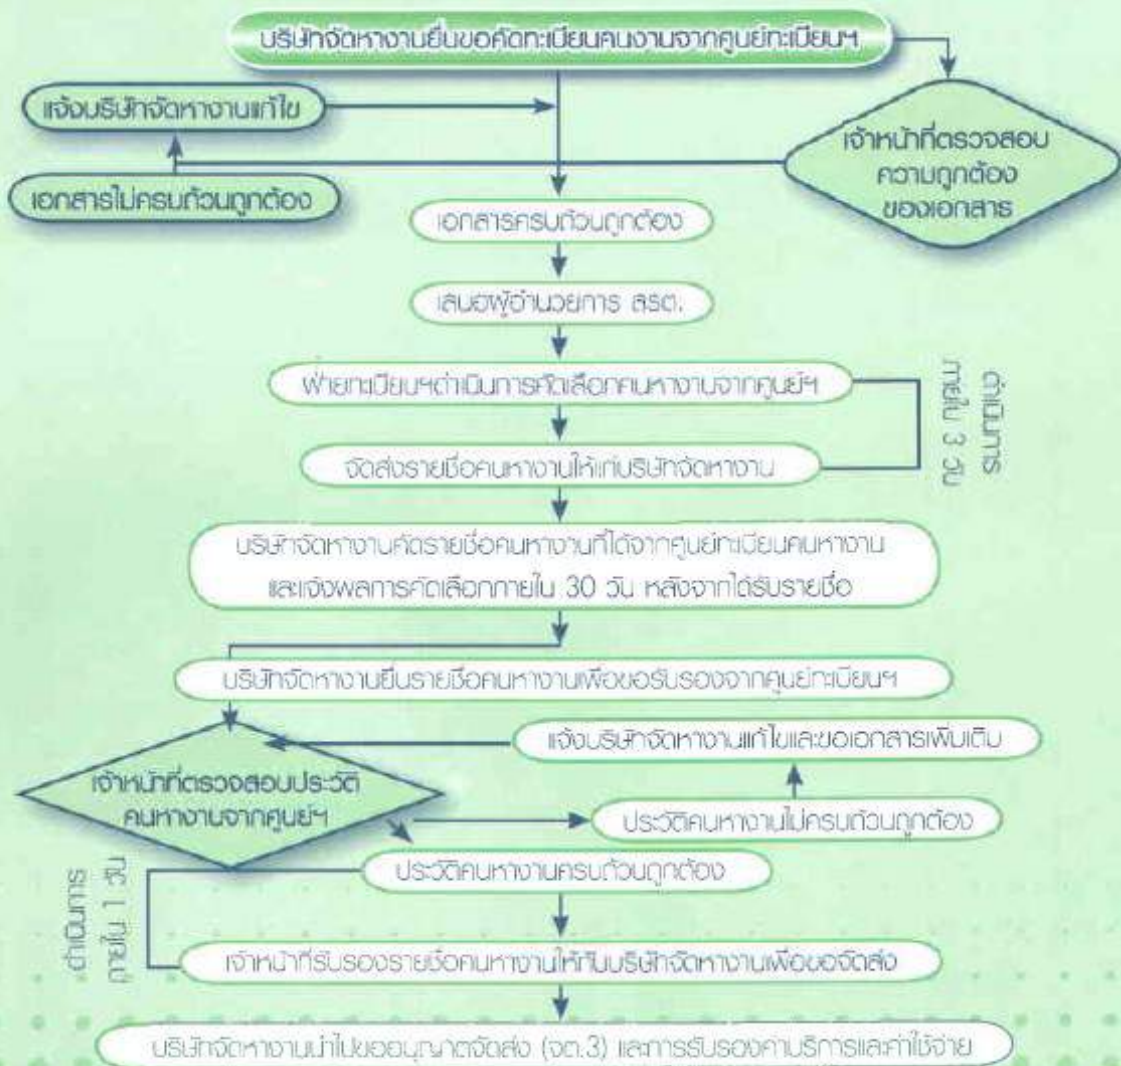 บริษัทจัดหางานยื่นขอคัดทะเบียนคนงานจากศูนย์ทะเบียนฯ
แจ้งบริษัทจัดหางานแก้ไข
เจ้าหน้าที่ตรวจสอบ
ความถูกต้อง
ของเอกสาร
เอกสารไม่ครบถ้วนถูกต้อง
เอกสารครบถ้วนถูกต้อง
เสนอผู้อำนวยการ สรต.
ฝ่ายทะเบียนฯดำเนินการคัดเลือกคนหางานจากศูนย์ฯ
จัดส่งรายชื่อคนหางานให้แก่บริษัทจัดหางาน
ดำเนินการ
ภายใน 3 วัน
บริษัทจัดหางานคัดรายชื่อคนหางานที่ได้จากศูนย์ทะเบียนคนหางาน
และแจ้งผลการคัดเลือกภายใน 30 วัน หลังจากได้รับรายชื่อ
บริษัทจัดหางานยื่นรายชื่อคนหางานเพื่อขอรับรองจากศูนย์ทะเบียนฯ
แจ้งบริษัทจัดหางานแก้ไขและขอเอกสารเพิ่มเติม
เจ้าหน้าที่ตรวจสอบประวัติ
คนหางานจากศูนย์ฯ
ประวัติคนหางานไม่ครบถ้วนถูกต้อง
ประวัติคนหางานครบถ้วนถูกต้อง
ดำเนินการ
ภายใน 1 วัน
เจ้าหน้าที่รับรองรายชื่อคนหางานให้กับบริษัทจัดหางานเพื่อขอจัดส่ง
บริษัทจัดหางานนำไปขออนุญาตจัดส่ง (จต.3) และการรับรองค่าบริการและค่าใช้จ่าย